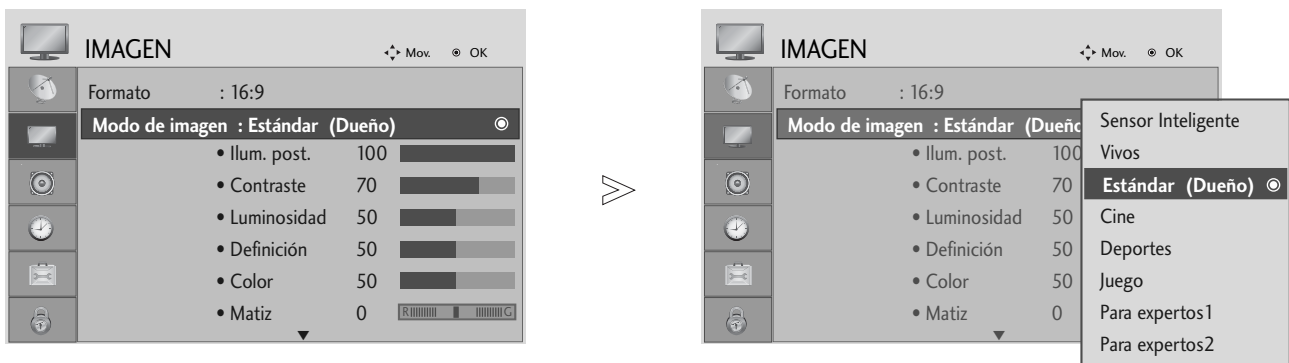 IMAGEN Mov. OK
Formato : 16:9
Modo de imagen : Estándar (Dueño)
• Ilum. post. 100
• Contraste 70
• Luminosidad 50
• Definición 50
• Color 50
• Matiz 0 R G
IMAGEN Mov. OK
Formato : 16:9
Modo de imagen : Estándar (Dueño
• Ilum. post. 100
• Contraste 70
• Luminosidad 50
• Definición 50
• Color 50
• Matiz 0
Sensor Inteligente
Vivos
Estándar (Dueño)
Cine
Deportes
Juego
Para expertos1
Para expertos2